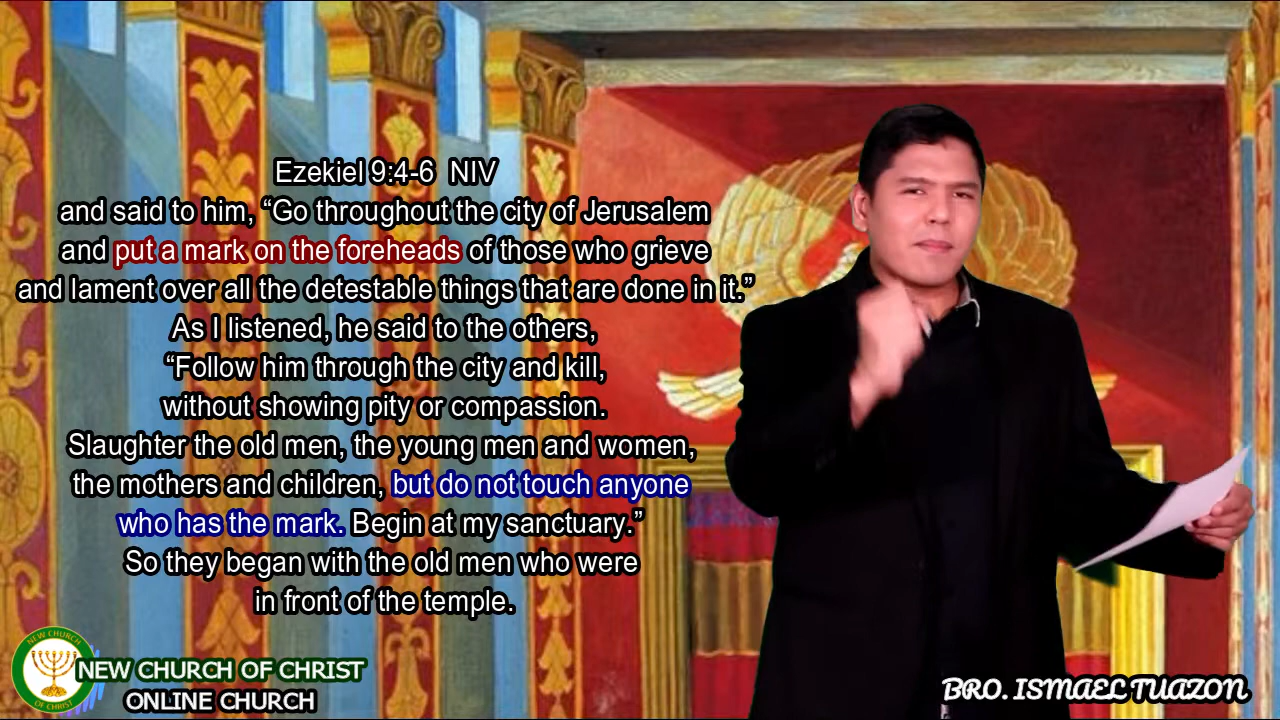 Ezekiel 9:4-6 NIV
and said to him, “Go throughout the city of Jerusalem
and put a mark on the foreheads of those who grieve
and lament over all the detestable things that are done in it.”
As I listened, he said to the others,
“Follow him through the city and kill,
without showing pity or compassion.
Slaughter the old men, the young men and women,
the mothers and children, but do not touch anyone
who has the mark. Begin at my sanctuary.”
So they began with the old men who were
in front of the temple.
NEW CHURCH
OF CHRIST
NEW CHURCH OF CHRIST
ONLINE CHURCH
BRO. ISMAEL TUAZON